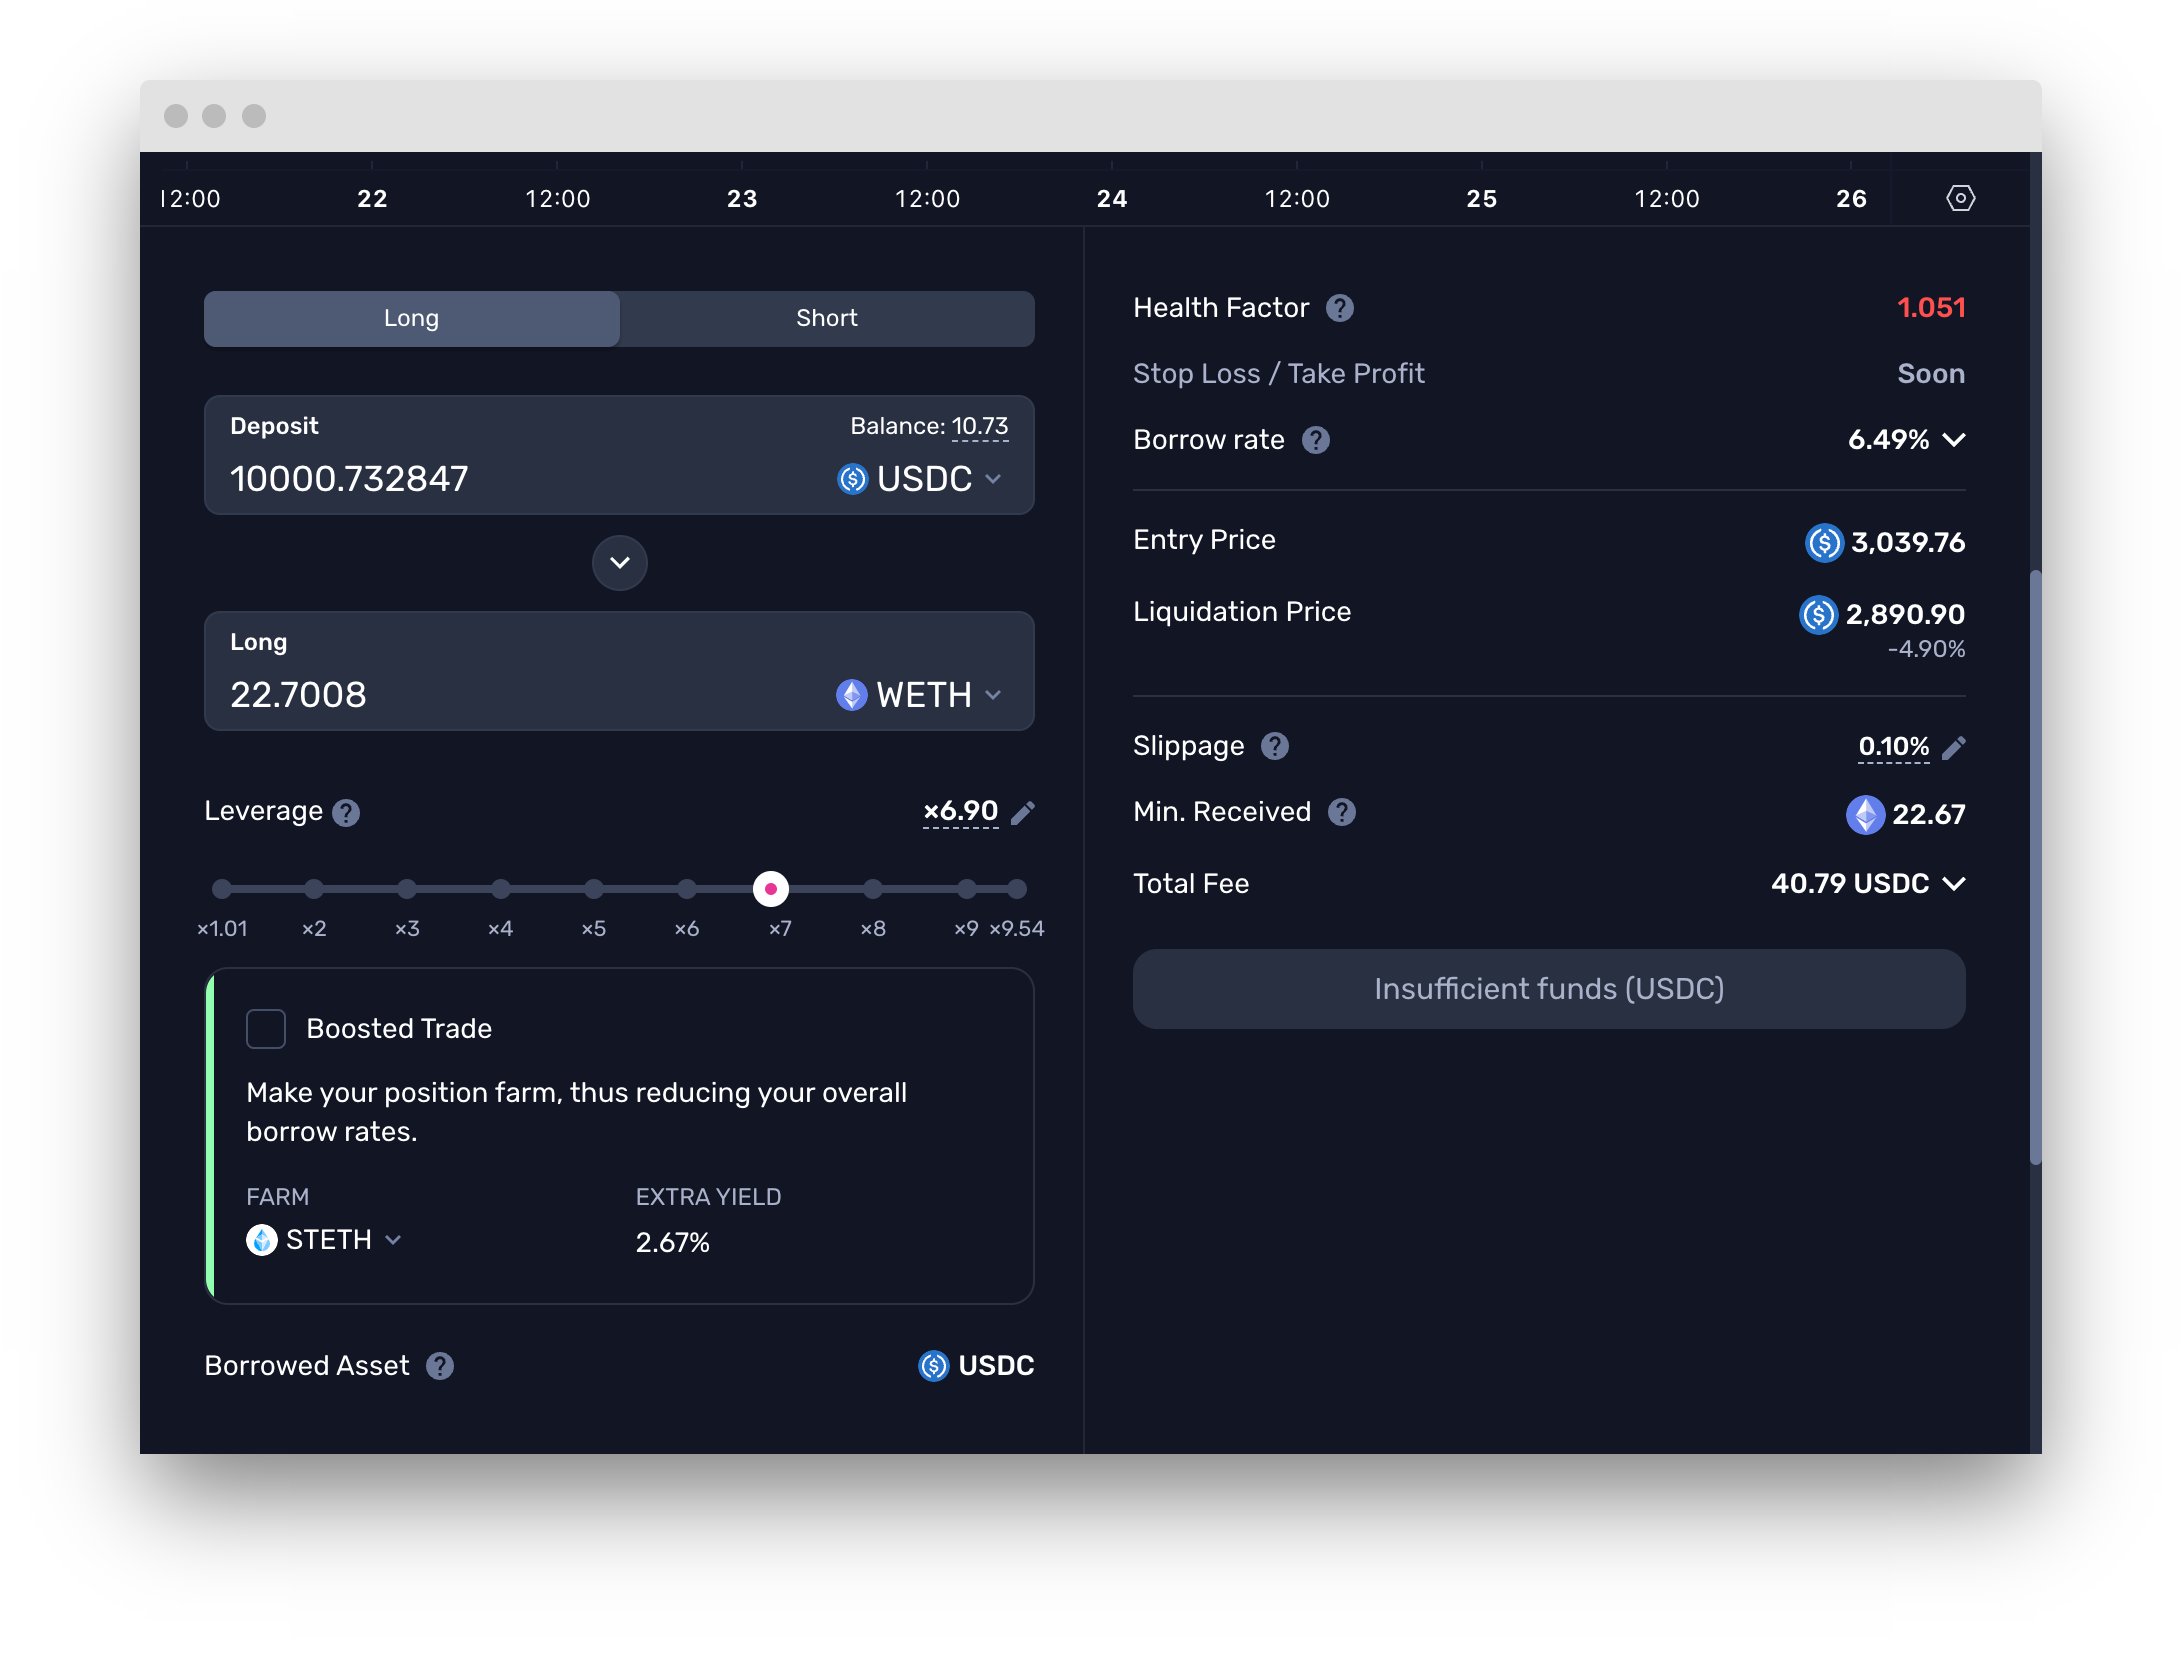 12:00 22 12:00 23 12:00 24 12:00 25 12:00 26
Long Short
Deposit Balance: 10.73
10000.732847 USDC
Long
22.7008 WETH
Leverage ? ×6.90
×1.01 ×2 ×3 ×4 ×5 ×6 ×7 ×8 ×9 ×9.54
Boosted Trade
Make your position farm, thus reducing your overall
borrow rates.
FARM EXTRA YIELD
STETH 2.67%
Borrowed Asset ? USDC
Health Factor ? 1.051
Stop Loss / Take Profit Soon
Borrow rate ? 6.49%
Entry Price 3,039.76
Liquidation Price 2,890.90
-4.90%
Slippage ? 0.10%
Min. Received ? 22.67
Total Fee 40.79 USDC
Insufficient funds (USDC)